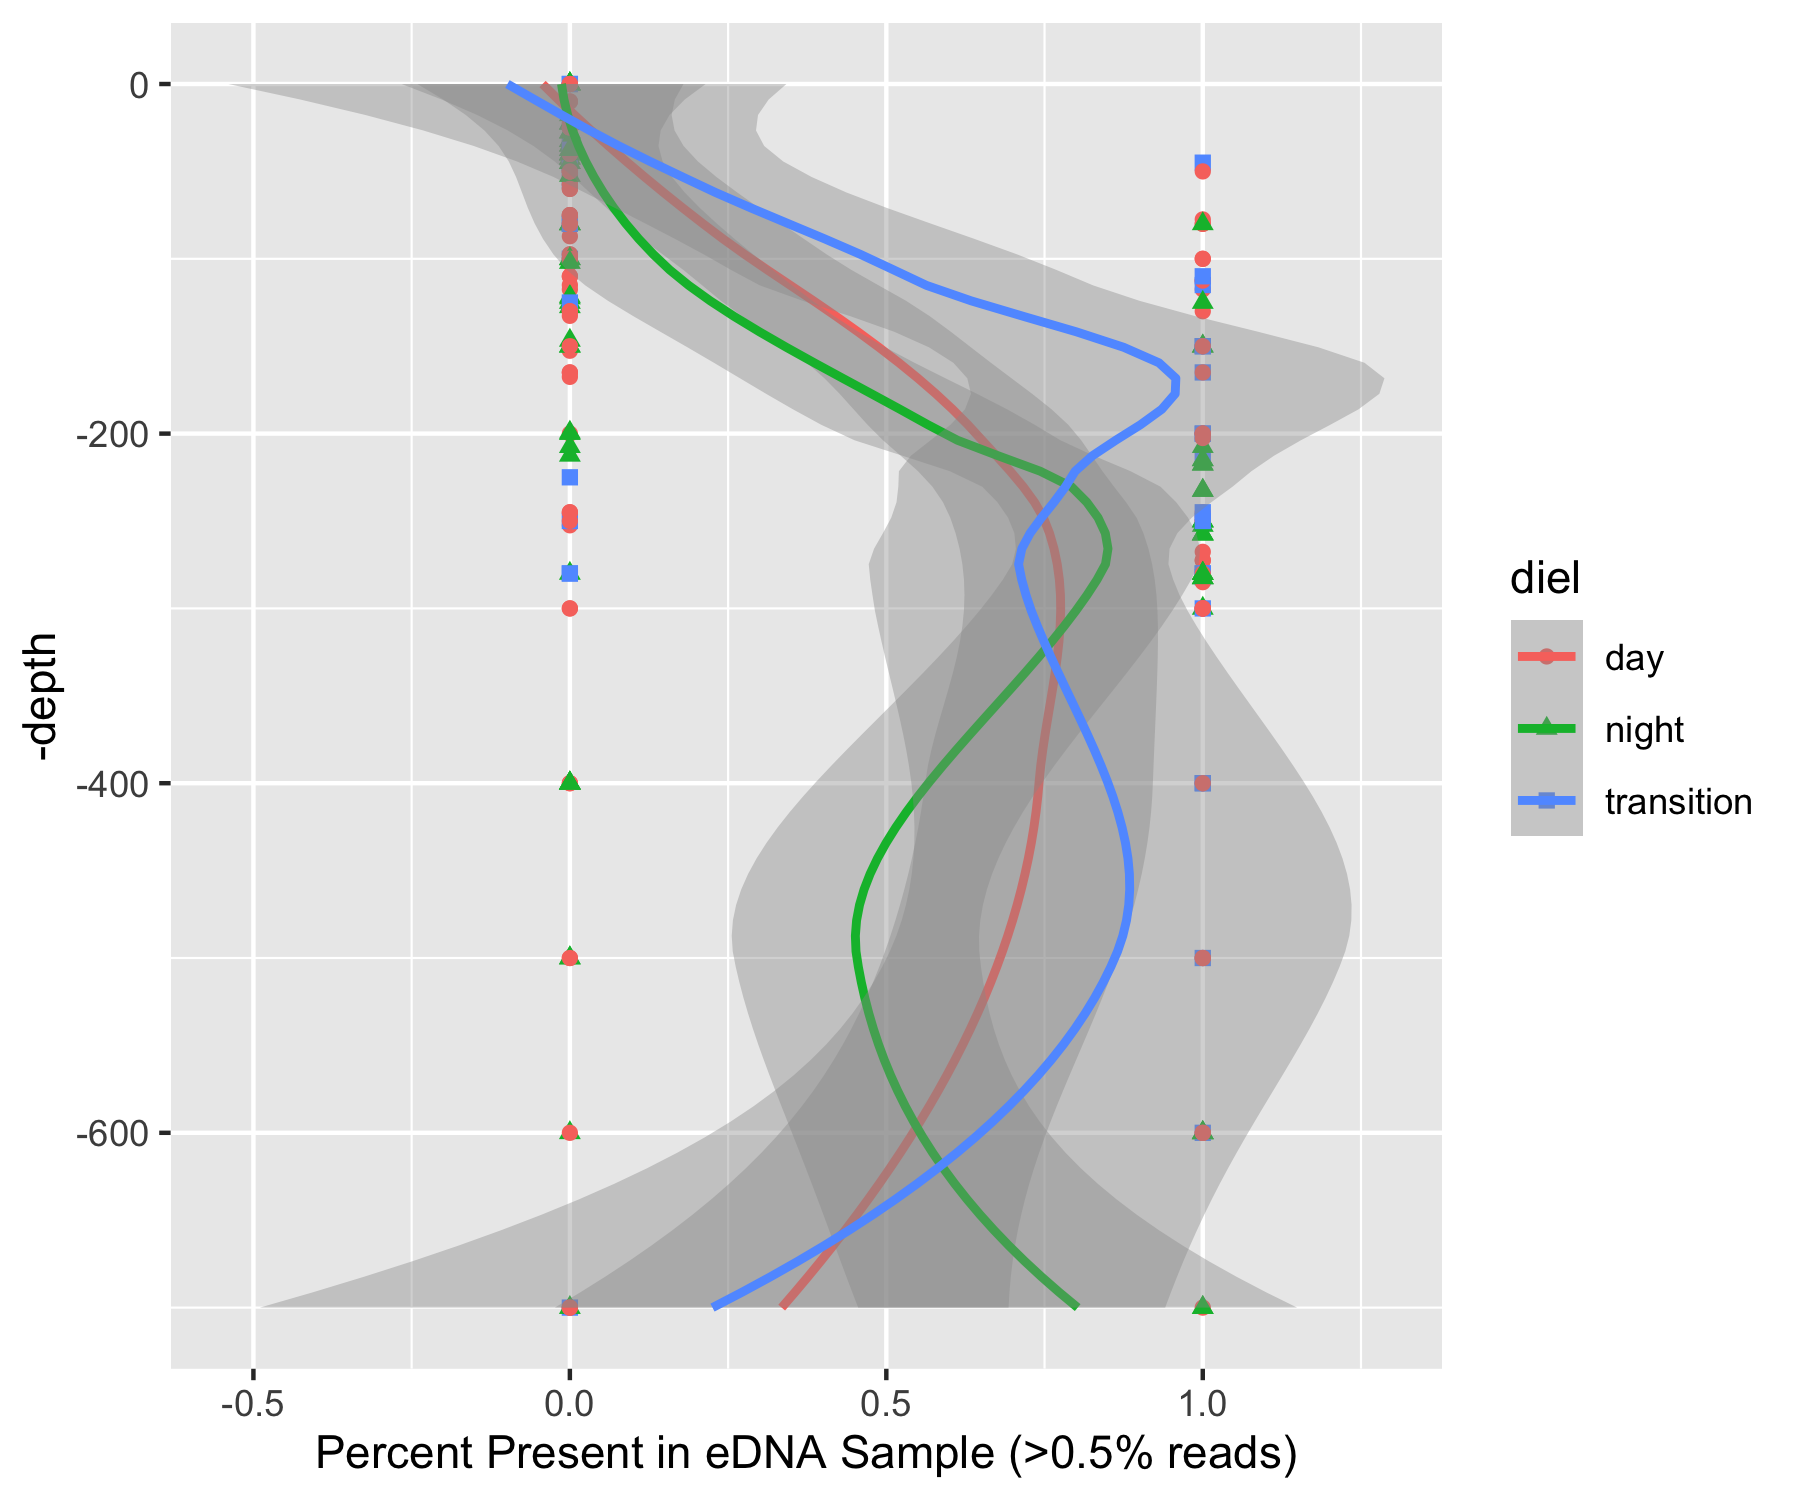 0
-200
-400
-600
-depth
-0.5 0.0 0.5 1.0
Percent Present in eDNA Sample (>0.5% reads)
diel
day
night
transition